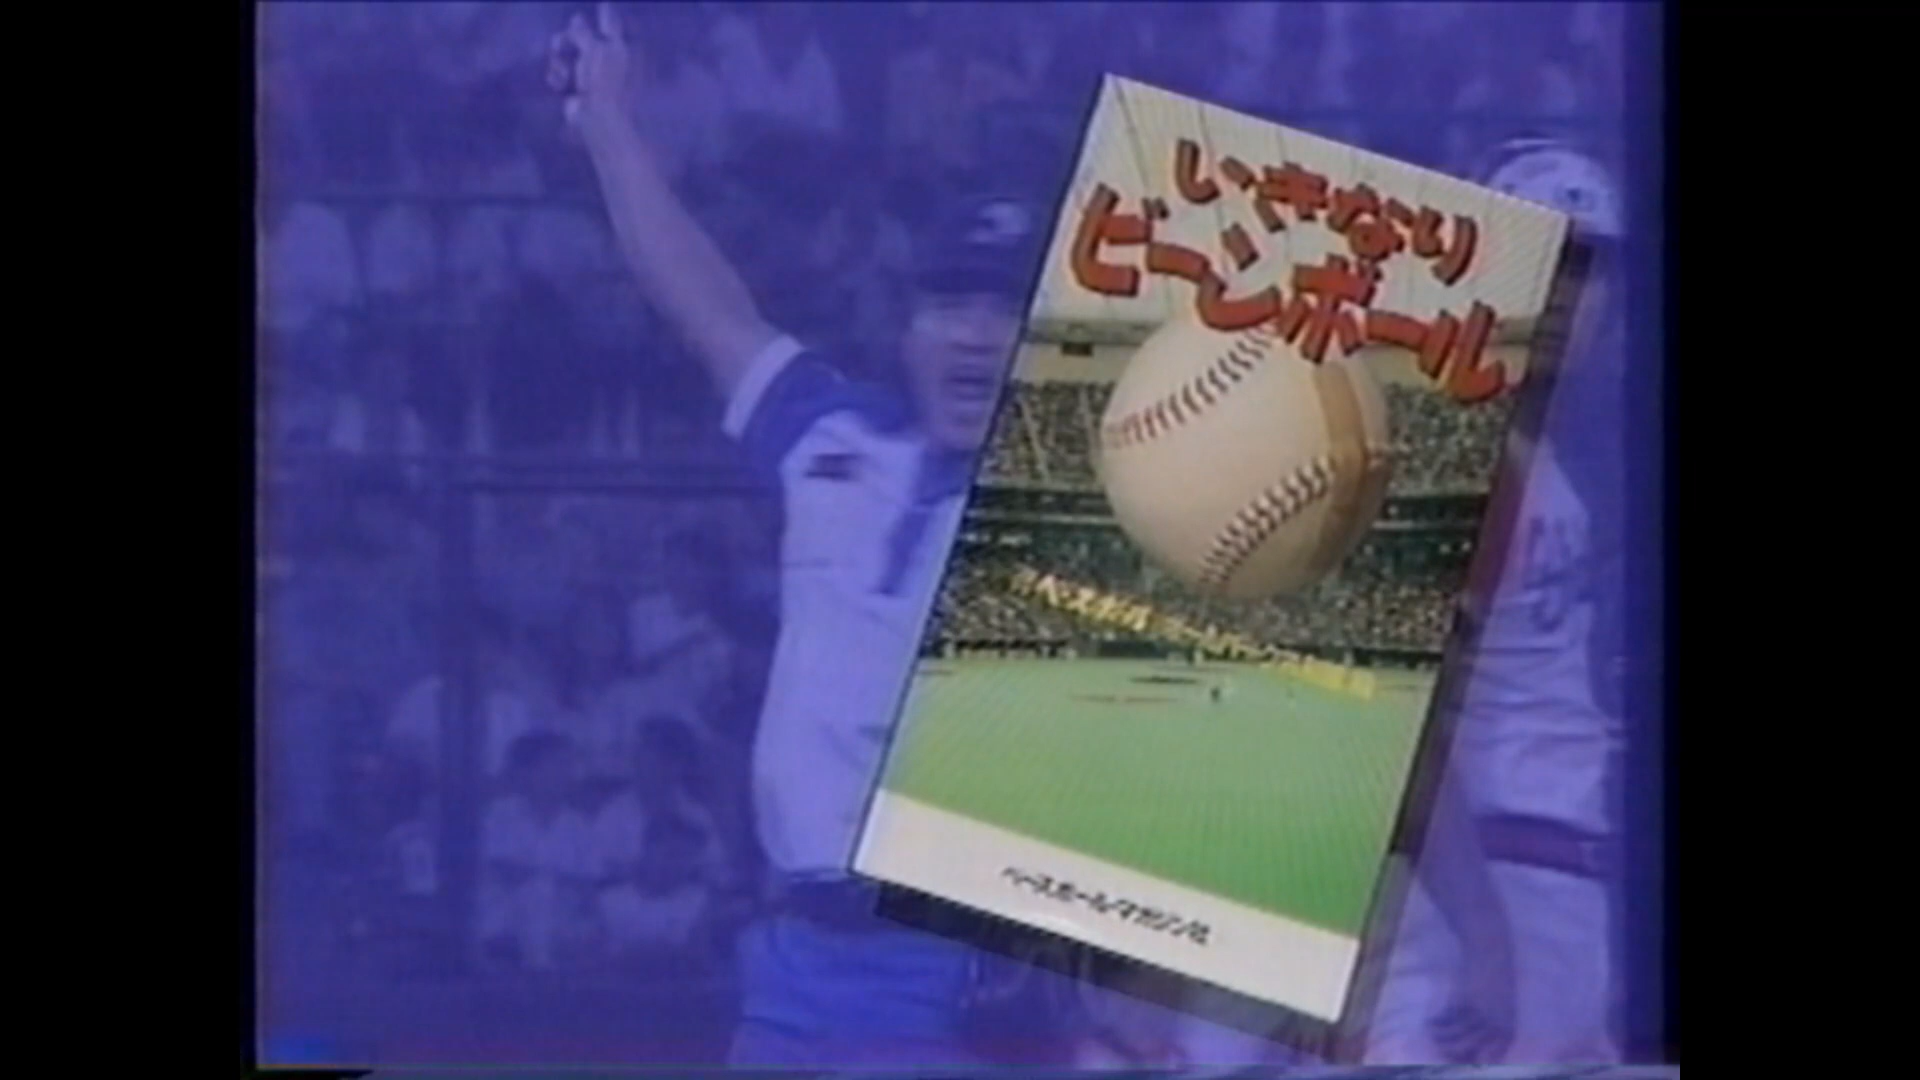 いきなり
ビーンボール
ベースボール・マガジン社